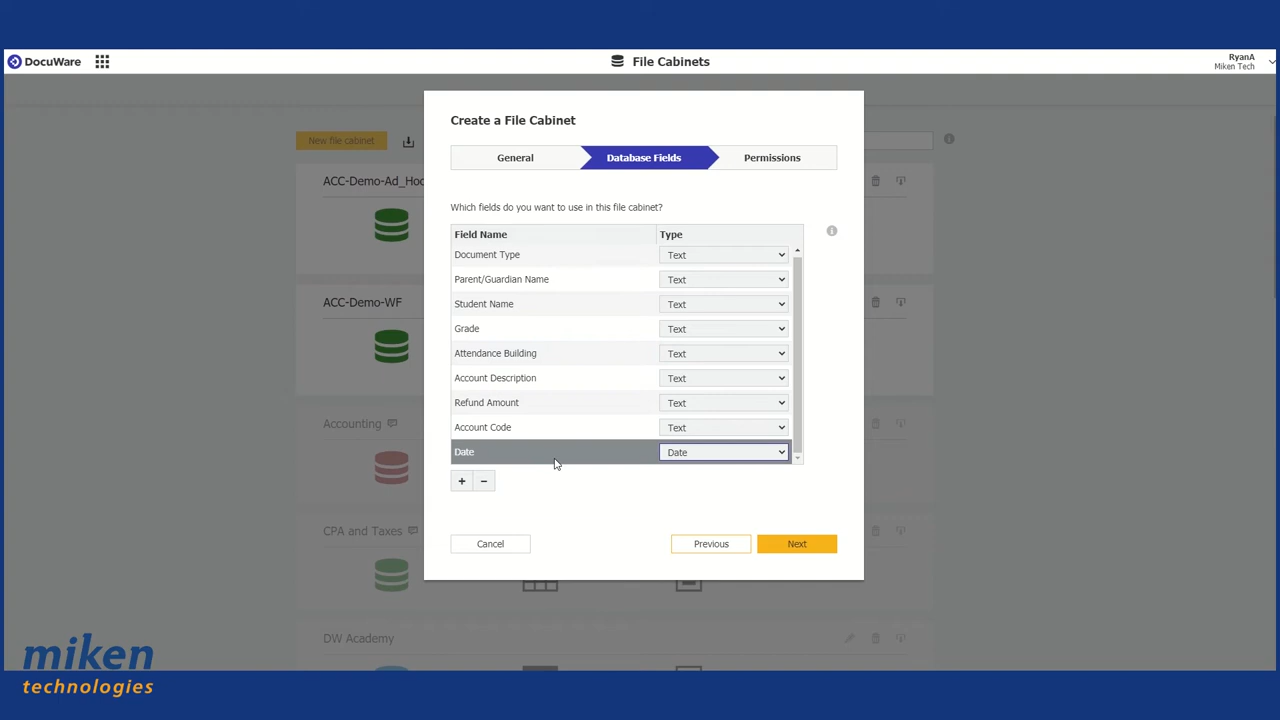 DocuWare
File Cabinets
RyanA
Miken Tech
New file cabinet
Create a File Cabinet
General
Database Fields
Permissions
ACC-Demo-Ad_Hoc
Which fields do you want to use in this file cabinet?
Field Name Type
Document Type Text
Parent/Guardian Name Text
Student Name Text
ACC-Demo-WF
Grade Text
Attendance Building Text
Account Description Text
Refund Amount Text
Accounting
Account Code Text
Date Date
+ −
CPA and Taxes
Cancel Previous Next
DW Academy
miken
technologies